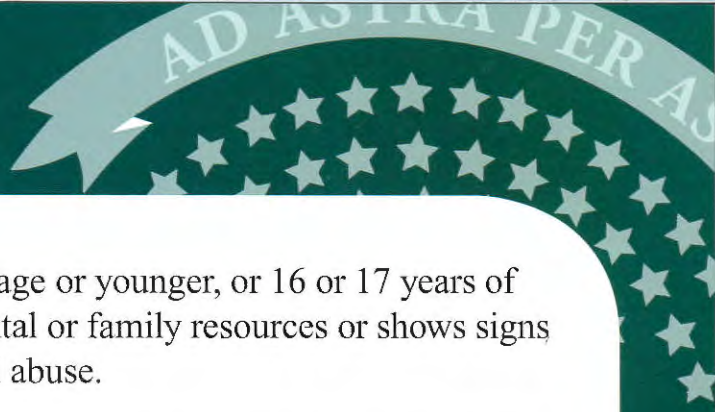 AD ASTRA PER AS
age or younger, or 16 or 17 years of
ntal or family resources or shows signs
abuse.